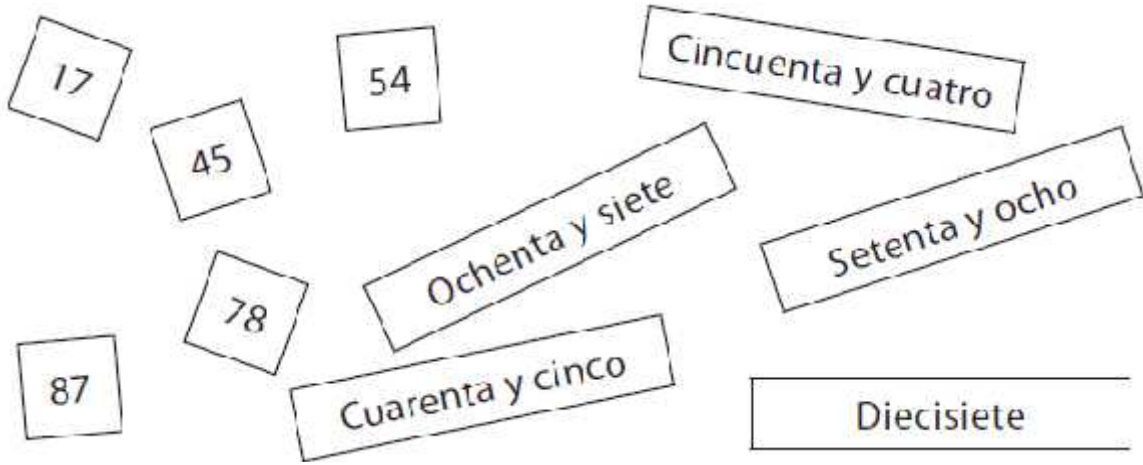 17
54
Cincuenta y cuatro
45
Ochenta y siete
Setenta y ocho
78
87
Cuarenta y cinco
Diecisiete